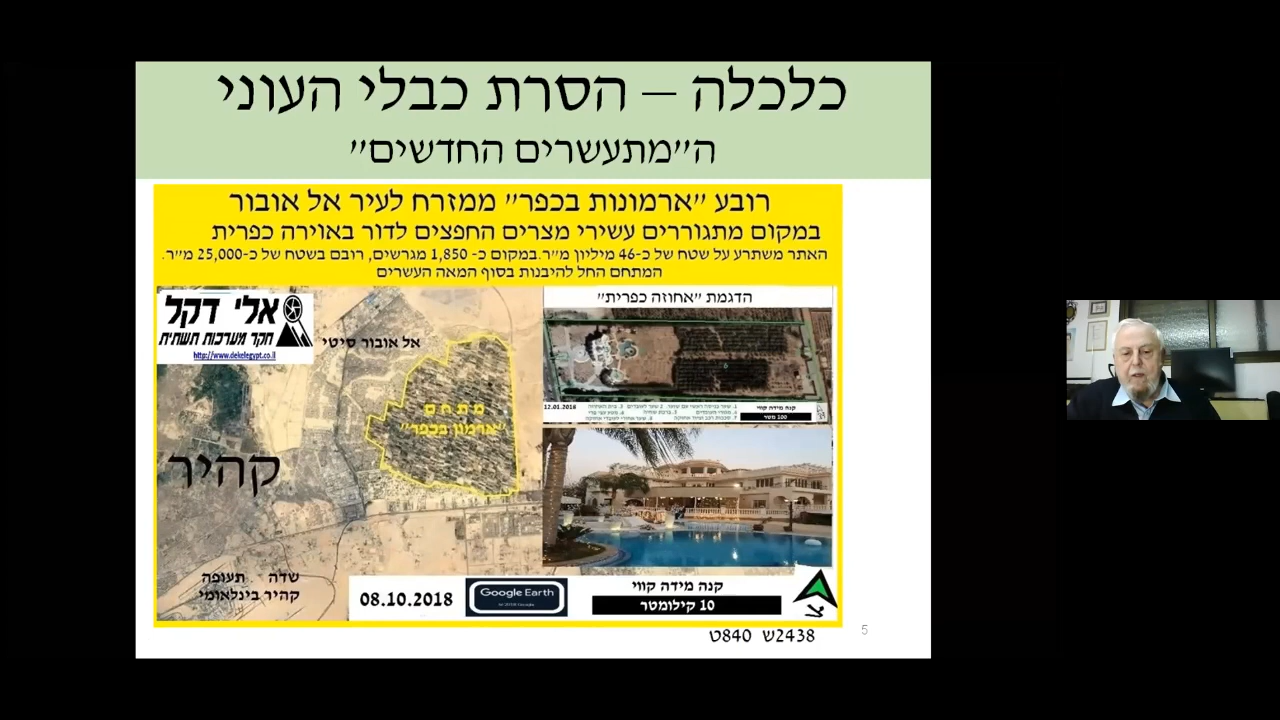 כלכלה – הסרת כבלי העוני
ה״מתעשרים החדשים״
רובע ״ארמונות בכפר״ ממזרח לעיר אל אובור
במקום מתגוררים עשירי מצרים החפצים לדור באוירה כפרית
האתר משתרע על שטח של כ-46 מיליון מ״ר.במקום כ- 1,850 מגרשים, רובם בשטח של כ-25,000 מ״ר.
המתחם החל להיבנות בסוף המאה העשרים
אלי דקל
חקר מערכות תשתית
http://www.dekelegypt.co.il
אל אובור סיטי
מתחם
״ארמון בכפר״
קהיר
שדה תעופה
קהיר בינלאומי
הדגמת ״אחוזה כפרית״
12.01.2018
קנה מידה קווי
100 מטר
08.10.2018
Google Earth
קנה מידה קווי
10 קילומטר
צ
2438ש 840ט
5